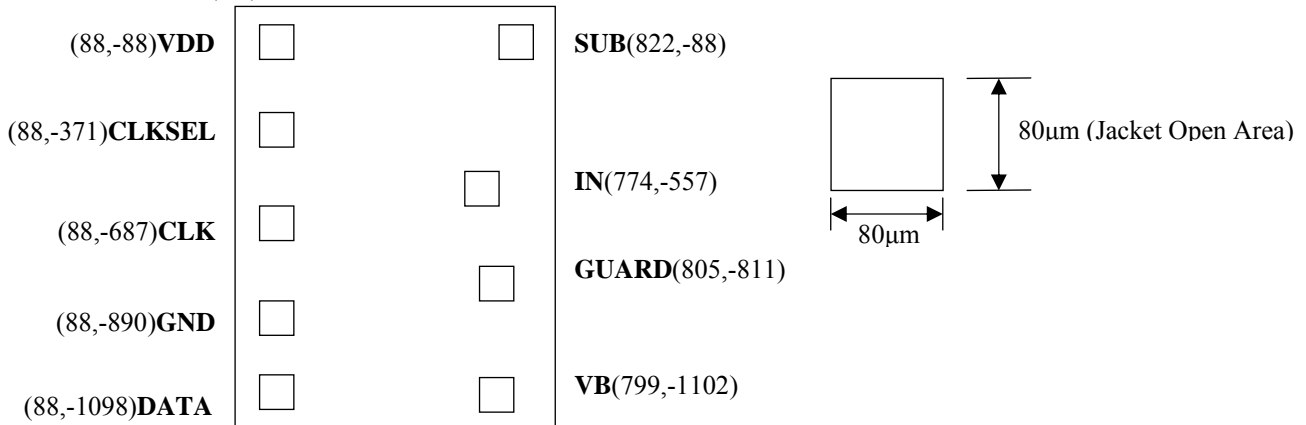 (88,-88)VDD
SUB(822,-88)
(88,-371)CLKSEL
80μm (Jacket Open Area)
IN(774,-557)
(88,-687)CLK
80μm
GUARD(805,-811)
(88,-890)GND
VB(799,-1102)
(88,-1098)DATA